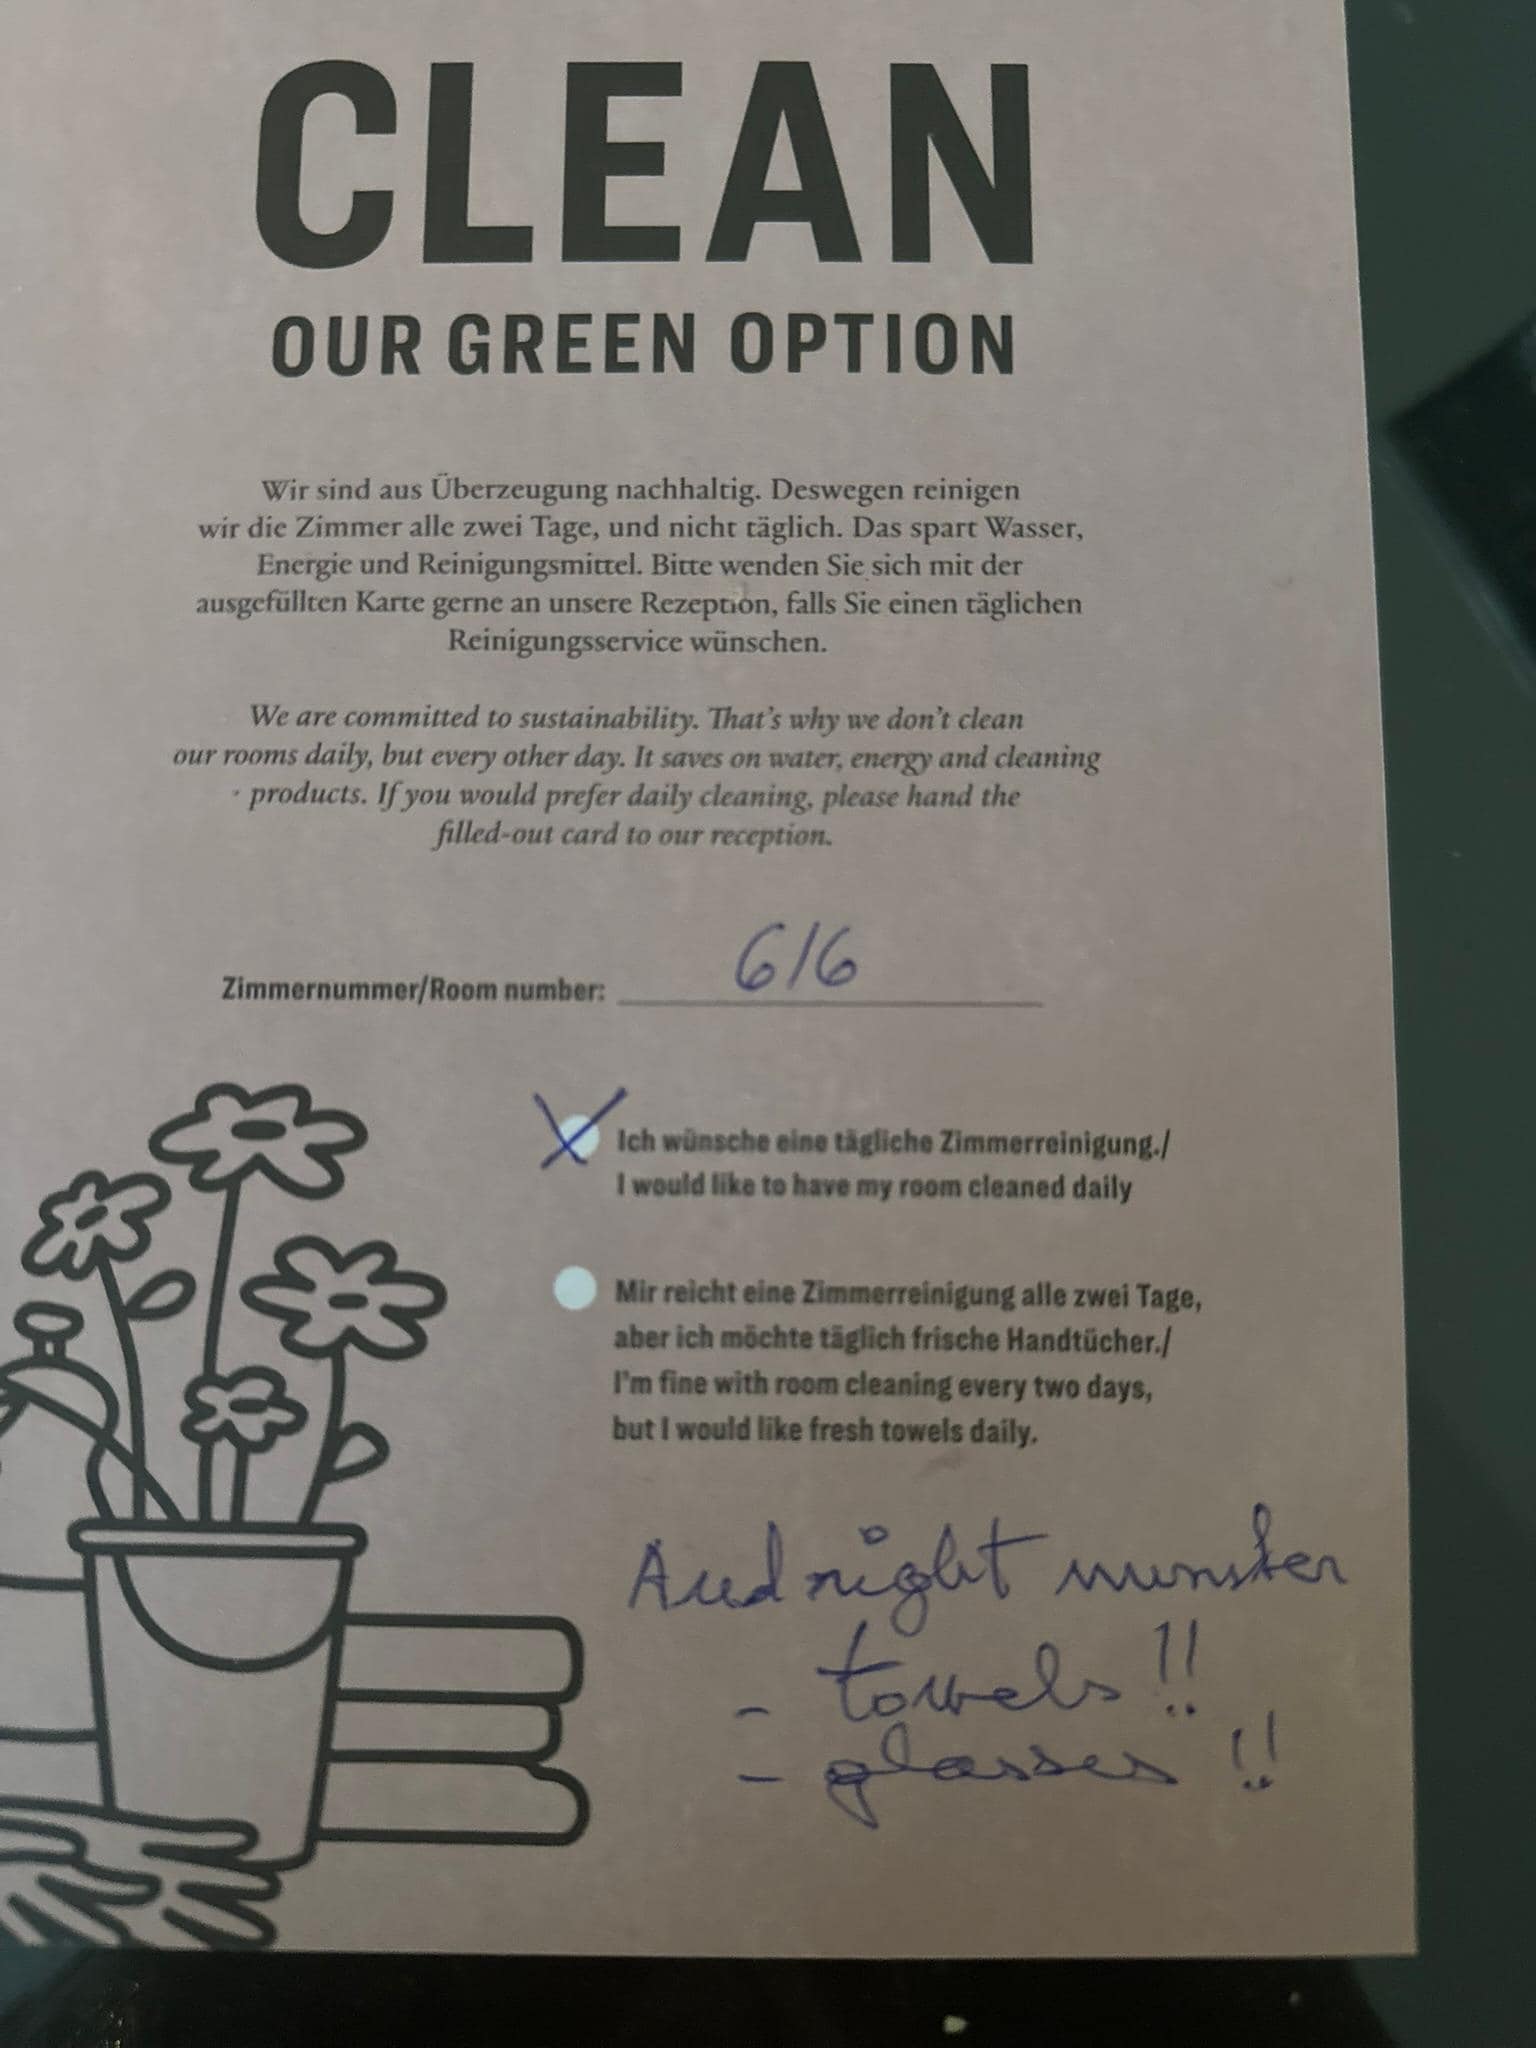 CLEAN
OUR GREEN OPTION
Wir sind aus Überzeugung nachhaltig. Deswegen reinigen
wir die Zimmer alle zwei Tage, und nicht täglich. Das spart Wasser,
Energie und Reinigungsmittel. Bitte wenden Sie sich mit der
ausgefüllten Karte gerne an unsere Rezeption, falls Sie einen täglichen
Reinigungsservice wünschen.
We are committed to sustainability. That's why we don't clean
our rooms daily, but every other day. It saves on water, energy and cleaning
products. If you would prefer daily cleaning, please hand the
filled-out card to our reception.
Zimmernummer/Room number: 616
Ich wünsche eine tägliche Zimmerreinigung./
I would like to have my room cleaned daily
Mir reicht eine Zimmerreinigung alle zwei Tage,
aber ich möchte täglich frische Handtücher./
I'm fine with room cleaning every two days,
but I would like fresh towels daily.
And right number
- towels!!
- glasses!!